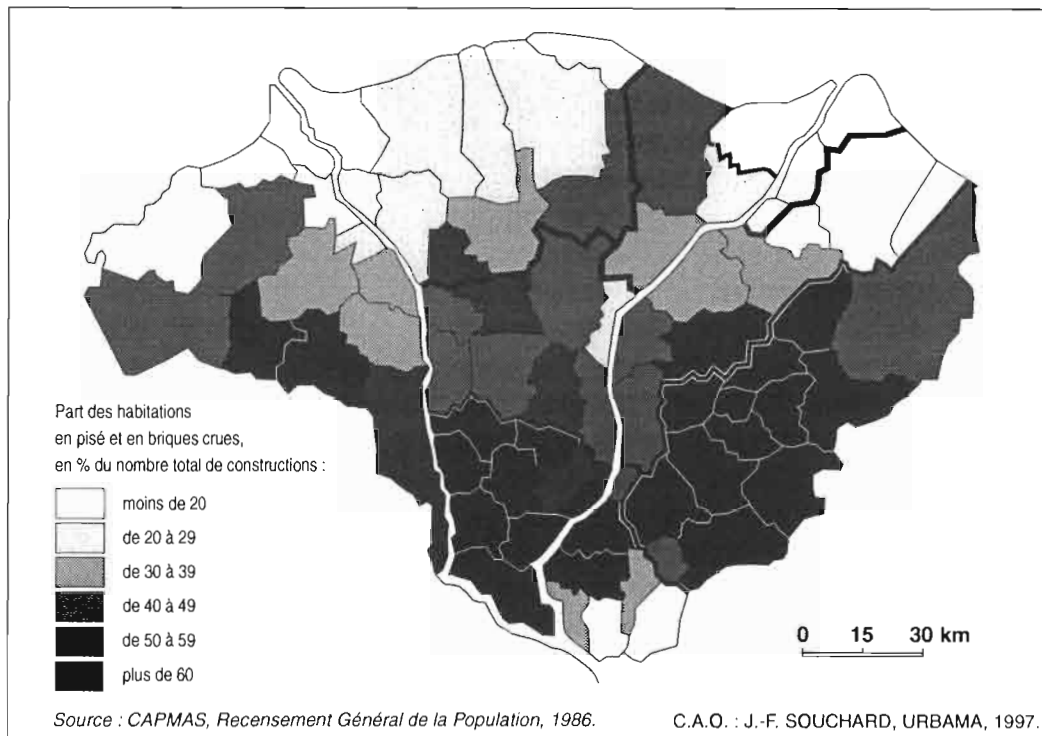 Part des habitations
en pisé et en briques crues,
en % du nombre total de constructions :
moins de 20
de 20 à 29
de 30 à 39
de 40 à 49
de 50 à 59
plus de 60
0 15 30 km
Source : CAPMAS, Recensement Général de la Population, 1986.
C.A.O. : J.-F. SOUCHARD, URBAMA, 1997.